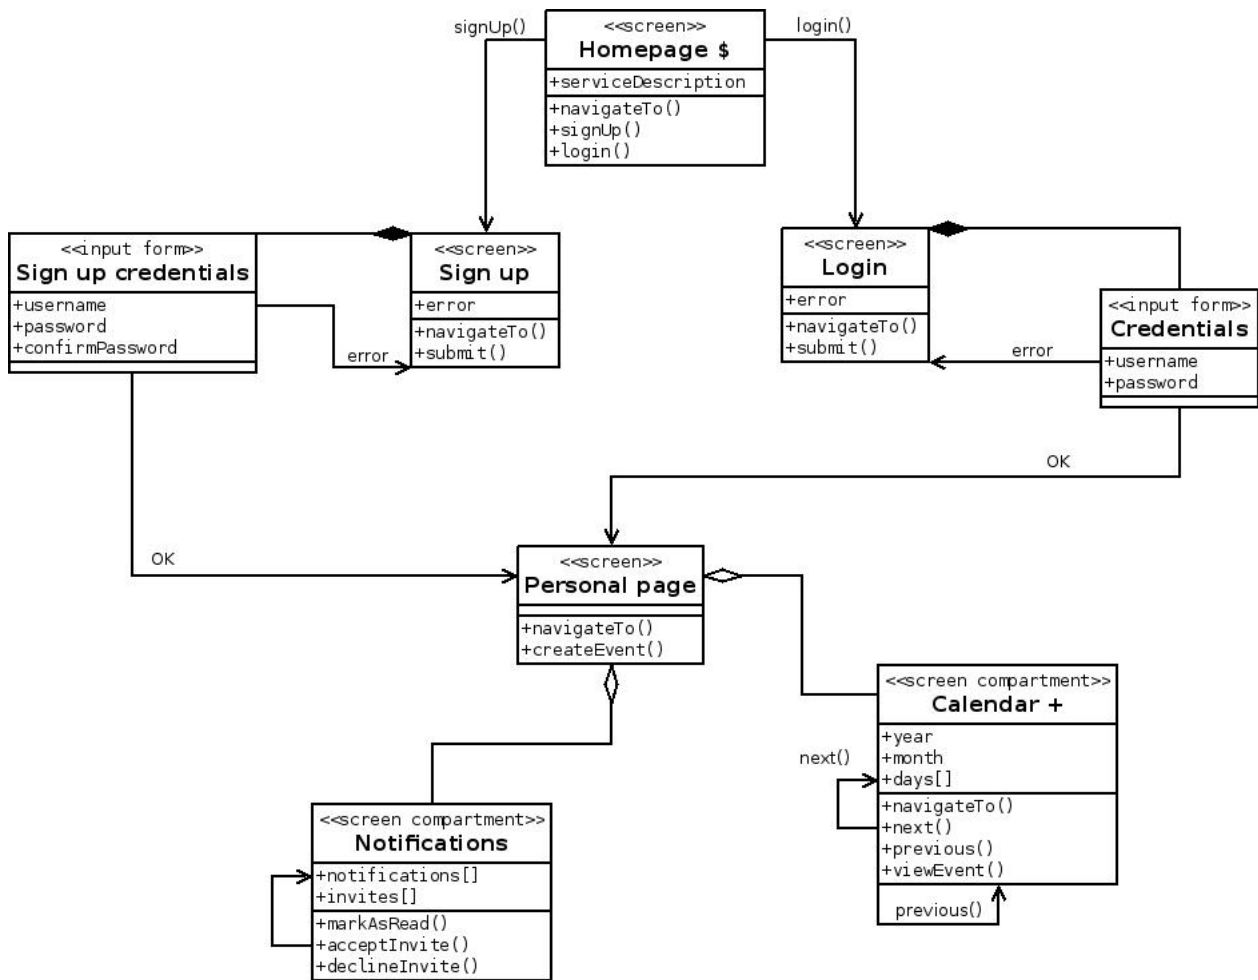 signUp()
<<screen>>
Homepage $
+serviceDescription
+navigateTo()
+signUp()
+login()
login()
<<input form>>
Sign up credentials
+username
+password
+confirmPassword
error
<<screen>>
Sign up
+error
+navigateTo()
+submit()
<<screen>>
Login
+error
+navigateTo()
+submit()
error
<<input form>>
Credentials
+username
+password
OK
OK
<<screen>>
Personal page
+navigateTo()
+createEvent()
<<screen compartment>>
Calendar +
+year
+month
+days[]
+navigateTo()
+next()
+previous()
+viewEvent()
next()
previous()
<<screen compartment>>
Notifications
+notifications[]
+invites[]
+markAsRead()
+acceptInvite()
+declineInvite()